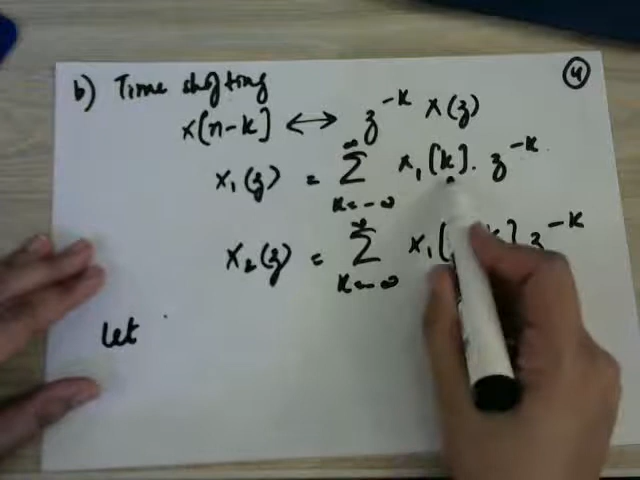 4
b) Time shifting
x[n-k] ↔ z^-k X(z)
X₁(z) = ∑_{k=-∞}^{∞} x₁[k]. z^-k.
X₂(z) = ∑_{k=-∞}^{∞} x₁[ k] z^-k
Let